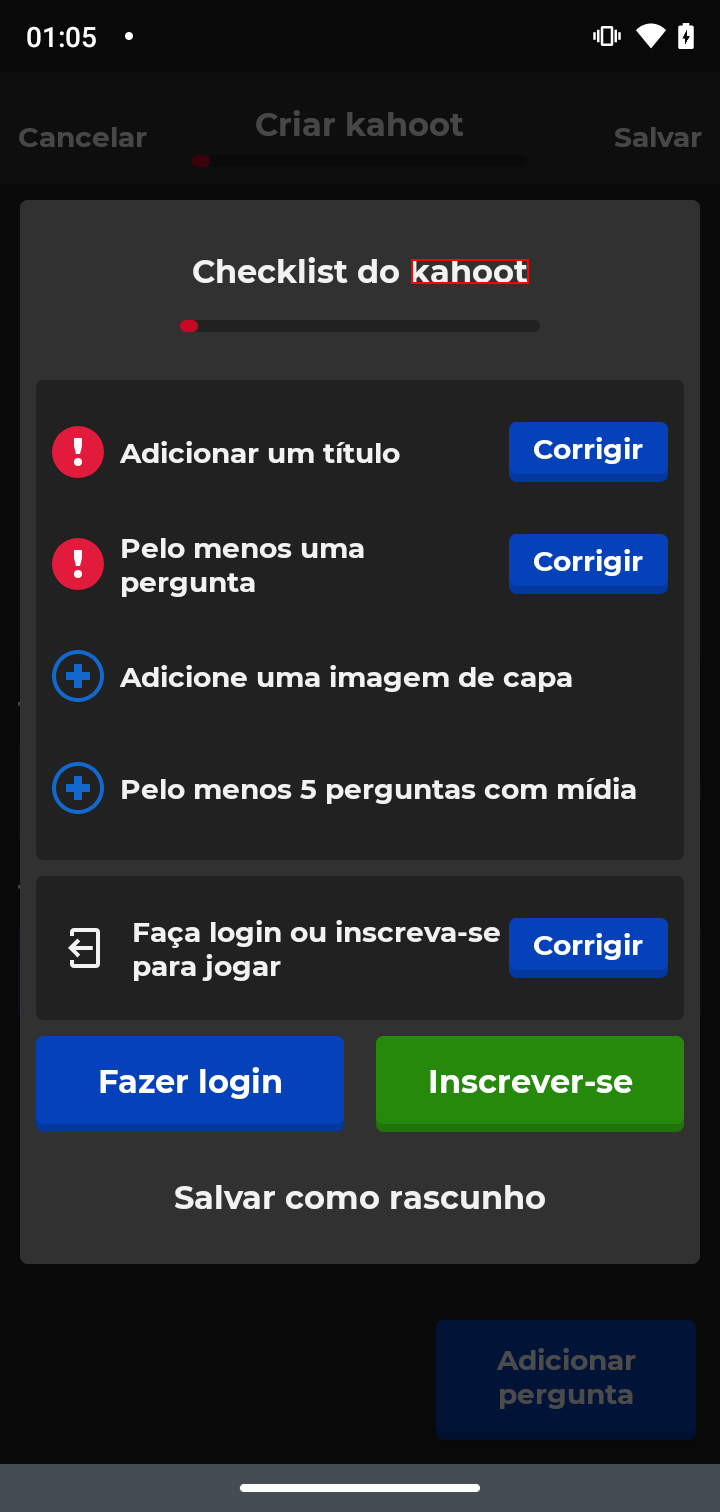 01:05
Cancelar
Criar kahoot
Salvar
Checklist do kahoot
Adicionar um título
Corrigir
Pelo menos uma
pergunta
Corrigir
Adicione uma imagem de capa
Pelo menos 5 perguntas com mídia
Faça login ou inscreva-se
para jogar
Corrigir
Fazer login
Inscrever-se
Salvar como rascunho
Adicionar
pergunta